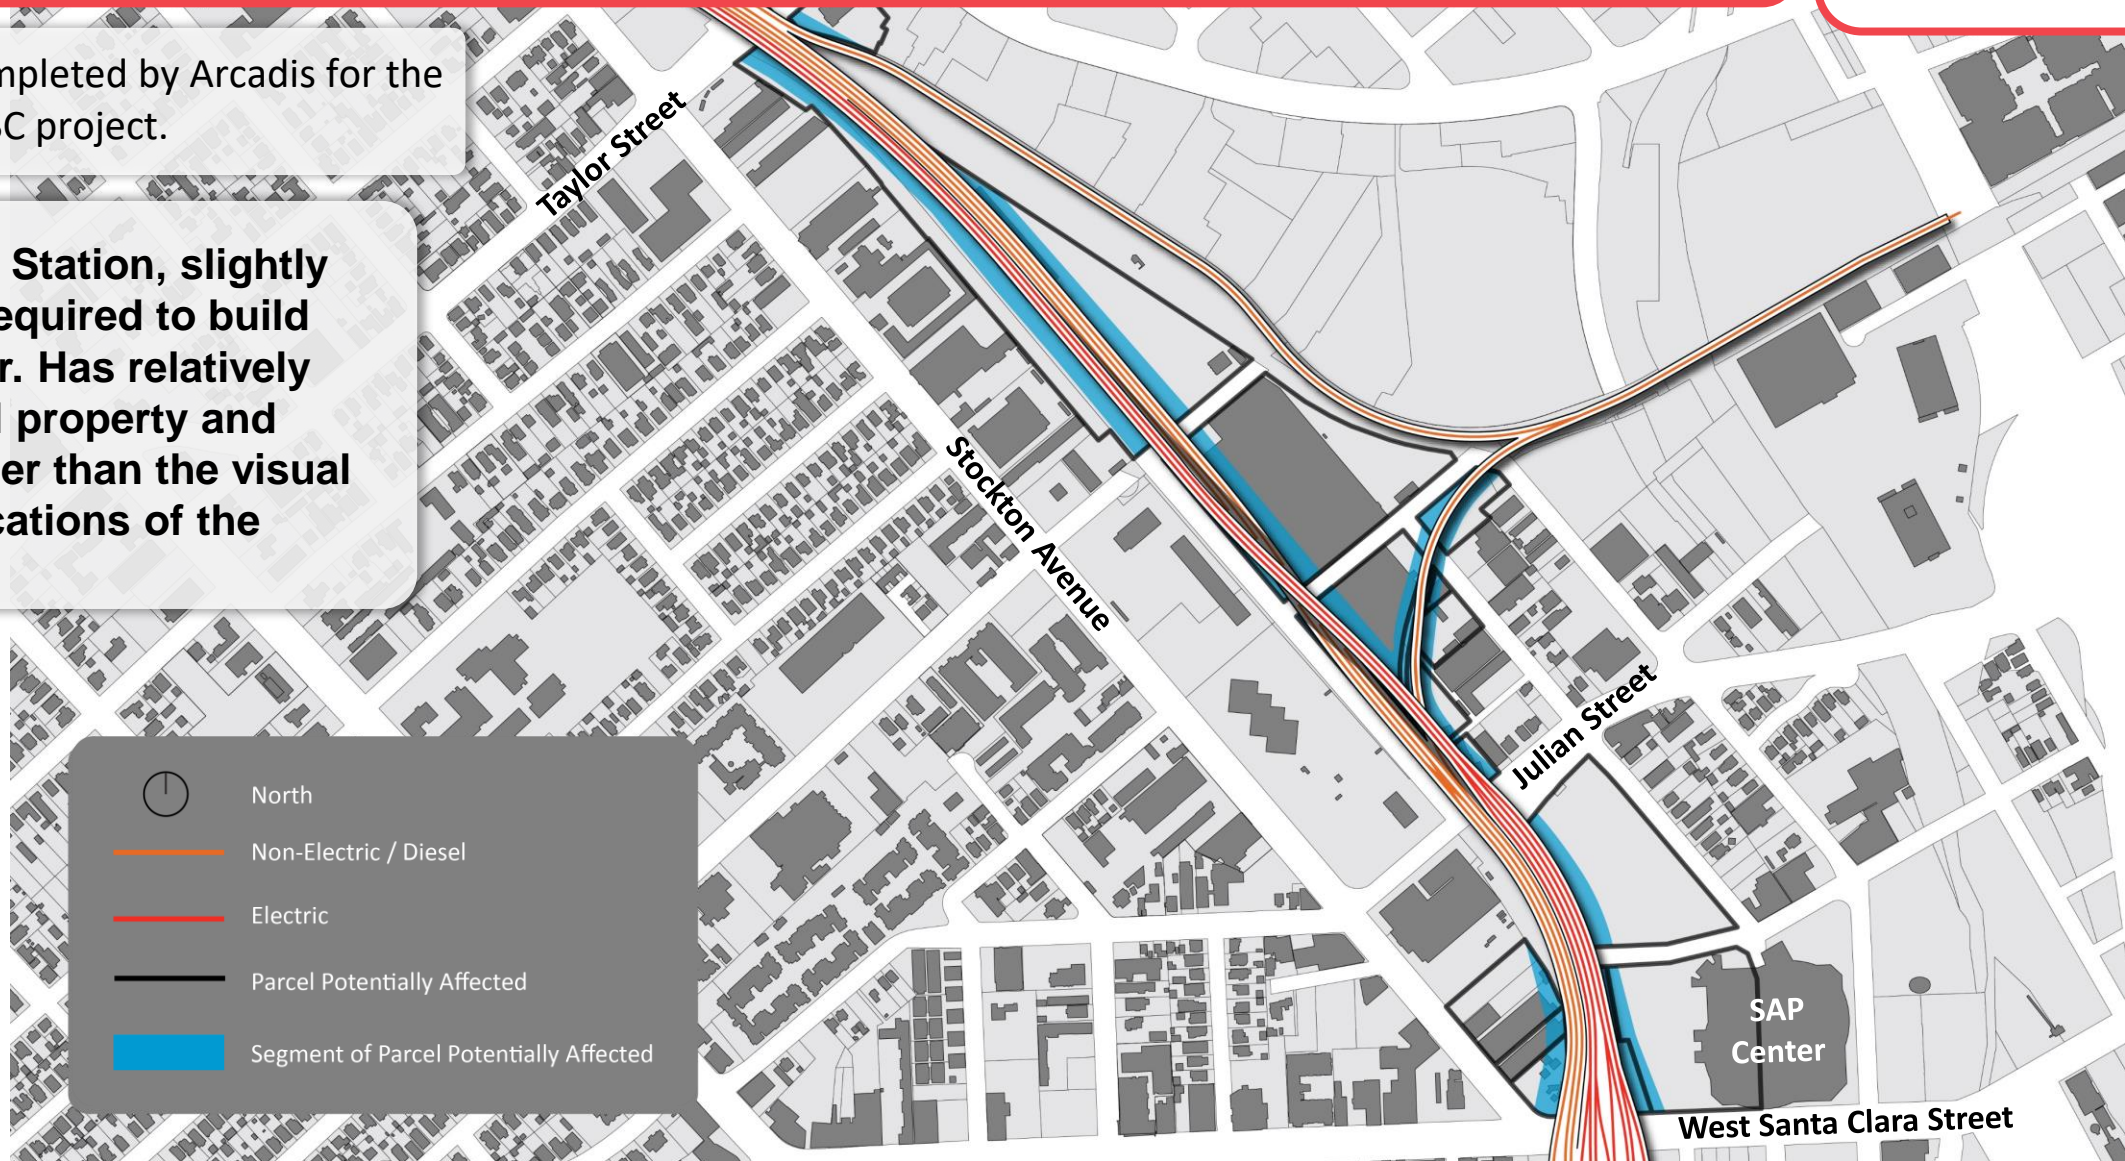 mpleted by Arcadis for the
SC project.
Station, slightly
equired to build
r. Has relatively
d property and
er than the visual
cations of the
Taylor Street
Stockton Avenue
Julian Street
SAP
Center
West Santa Clara Street
North
Non-Electric / Diesel
Electric
Parcel Potentially Affected
Segment of Parcel Potentially Affected